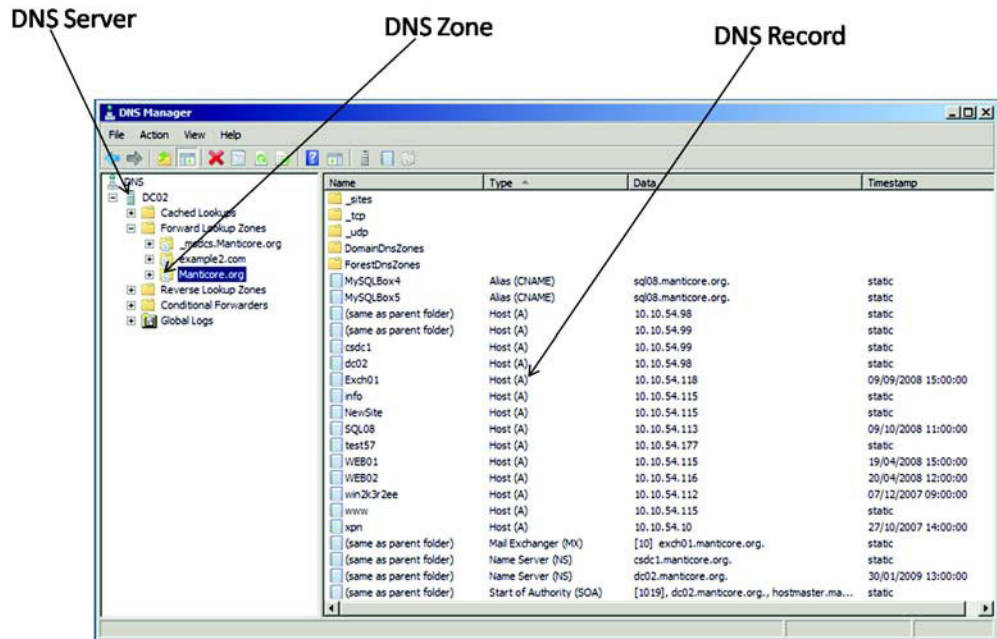 DNS Server
DNS Zone
DNS Record
DNS Manager
File Action View Help
DNS
DC02
Cached Lookups
Forward Lookup Zones
_msdcs.Manticore.org
example2.com
Manticore.org
Reverse Lookup Zones
Conditional Forwarders
Global Logs
Name Type Data Timestamp
_sites
_tcp
_udp
DomainDnsZones
ForestDnsZones
MySQLBox4 Alias (CNAME) sql08.manticore.org. static
MySQLBox5 Alias (CNAME) sql08.manticore.org. static
(same as parent folder) Host (A) 10.10.54.98 static
(same as parent folder) Host (A) 10.10.54.99 static
csdc1 Host (A) 10.10.54.99 static
dc02 Host (A) 10.10.54.98 static
Exch01 Host (A) 10.10.54.118 09/09/2008 15:00:00
info Host (A) 10.10.54.115 static
NewSite Host (A) 10.10.54.115 static
SQL08 Host (A) 10.10.54.113 09/10/2008 11:00:00
test57 Host (A) 10.10.54.177 static
WEB01 Host (A) 10.10.54.115 19/04/2008 15:00:00
WEB02 Host (A) 10.10.54.116 20/04/2008 12:00:00
win2k3r2ee Host (A) 10.10.54.112 07/12/2007 09:00:00
www Host (A) 10.10.54.115 static
xpn Host (A) 10.10.54.10 27/10/2007 14:00:00
(same as parent folder) Mail Exchanger (MX) [10] exch01.manticore.org. static
(same as parent folder) Name Server (NS) csdc1.manticore.org. static
(same as parent folder) Name Server (NS) dc02.manticore.org. 30/01/2009 13:00:00
(same as parent folder) Start of Authority (SOA) [1019], dc02.manticore.org., hostmaster.ma... static